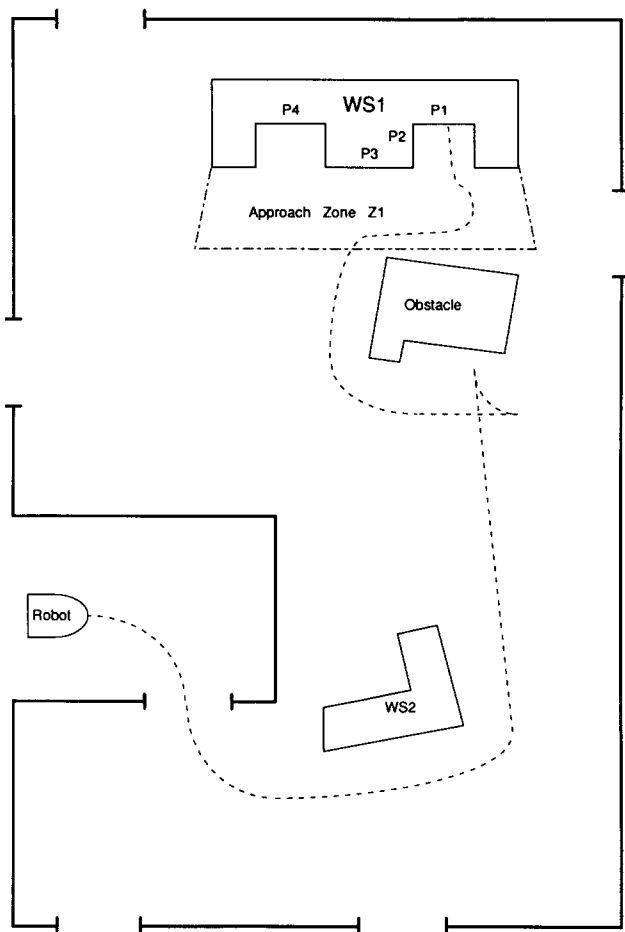 WS1
P4
P1
P2
P3
Approach Zone Z1
Obstacle
Robot
WS2